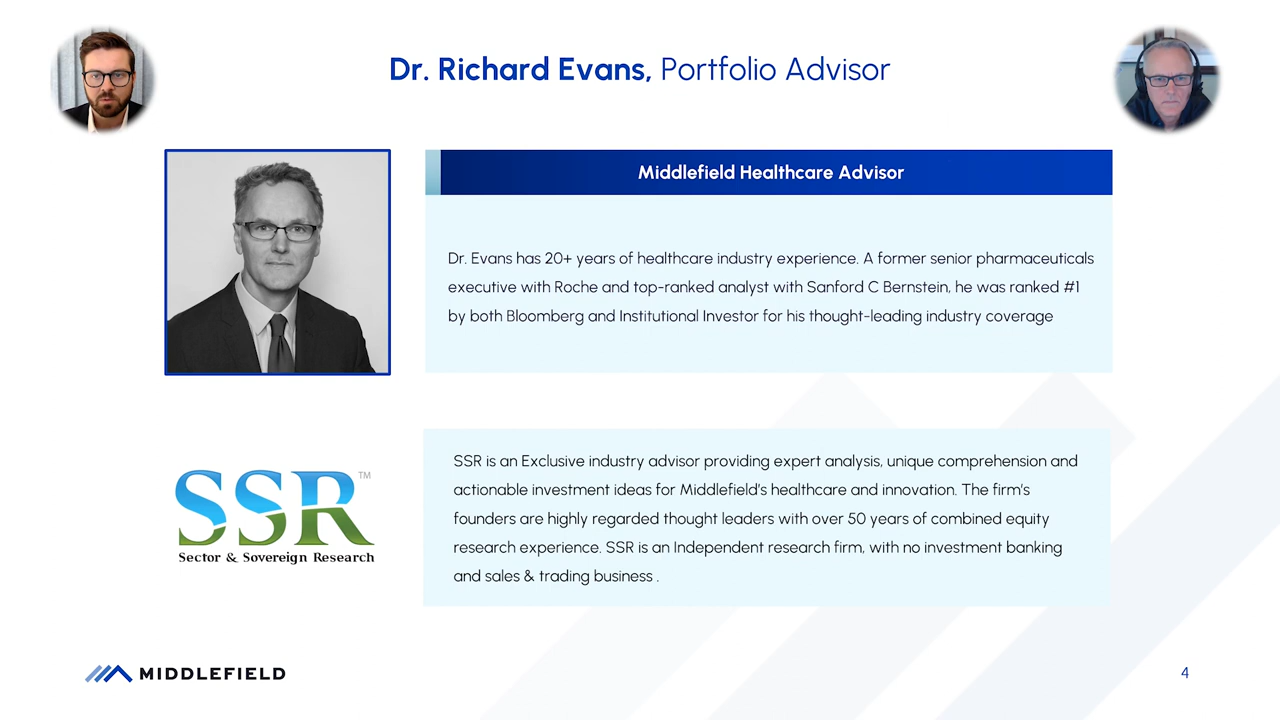 Dr. Richard Evans, Portfolio Advisor
Middlefield Healthcare Advisor
Dr. Evans has 20+ years of healthcare industry experience. A former senior pharmaceuticals
executive with Roche and top-ranked analyst with Sanford C Bernstein, he was ranked #1
by both Bloomberg and Institutional Investor for his thought-leading industry coverage
SSR TM
Sector & Sovereign Research
SSR is an Exclusive industry advisor providing expert analysis, unique comprehension and
actionable investment ideas for Middlefield's healthcare and innovation. The firm's
founders are highly regarded thought leaders with over 50 years of combined equity
research experience. SSR is an Independent research firm, with no investment banking
and sales & trading business .
MIDDLEFIELD
4